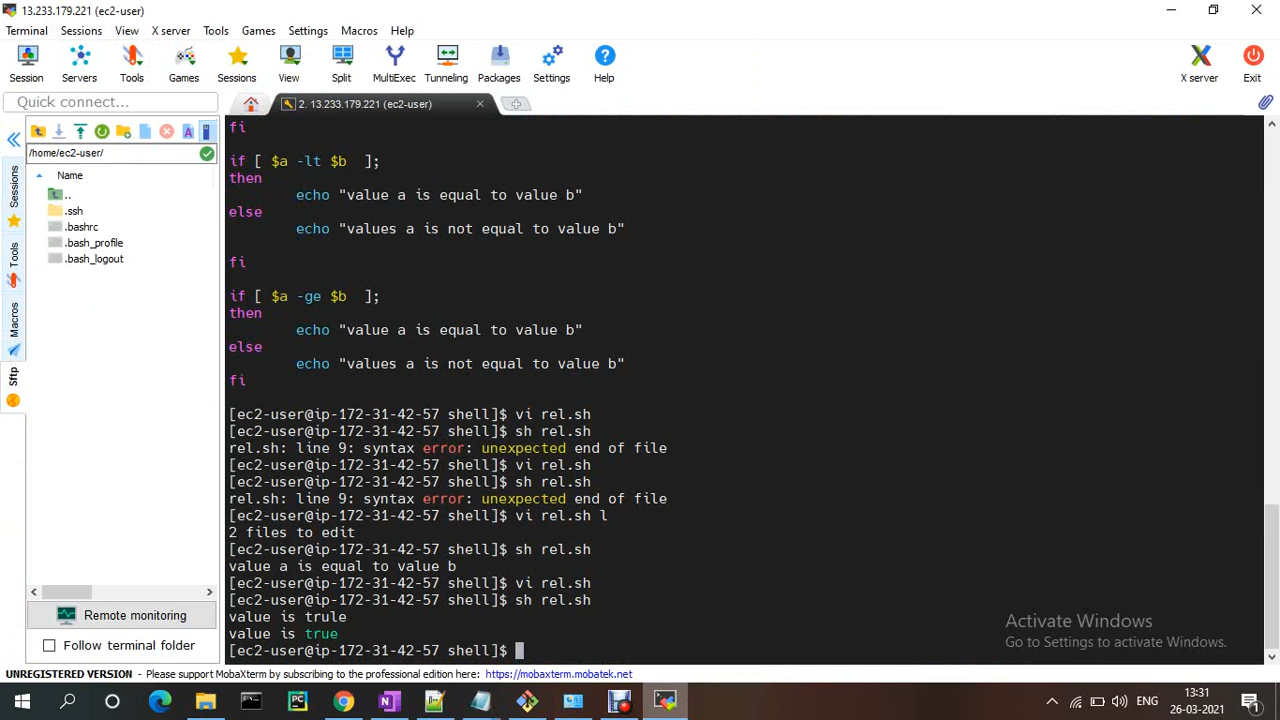 13.233.179.221 (ec2-user)
Terminal Sessions View X server Tools Games Settings Macros Help
Session Servers Tools Games Sessions View Split MultiExec Tunneling Packages Settings Help X server Exit
Quick connect...
2. 13.233.179.221 (ec2-user)
/home/ec2-user/
Name
..
.ssh
.bashrc
.bash_profile
.bash_logout
Sessions
Tools
Macros
Sftp
Remote monitoring
Follow terminal folder
fi
if [ $a -lt $b ];
then
echo "value a is equal to value b"
else
echo "values a is not equal to value b"
fi
if [ $a -ge $b ];
then
echo "value a is equal to value b"
else
echo "values a is not equal to value b"
fi
[ec2-user@ip-172-31-42-57 shell]$ vi rel.sh
[ec2-user@ip-172-31-42-57 shell]$ sh rel.sh
rel.sh: line 9: syntax error: unexpected end of file
[ec2-user@ip-172-31-42-57 shell]$ vi rel.sh
[ec2-user@ip-172-31-42-57 shell]$ sh rel.sh
rel.sh: line 9: syntax error: unexpected end of file
[ec2-user@ip-172-31-42-57 shell]$ vi rel.sh l
2 files to edit
[ec2-user@ip-172-31-42-57 shell]$ sh rel.sh
value a is equal to value b
[ec2-user@ip-172-31-42-57 shell]$ vi rel.sh
[ec2-user@ip-172-31-42-57 shell]$ sh rel.sh
value is trule
value is true
[ec2-user@ip-172-31-42-57 shell]$
Activate Windows
Go to Settings to activate Windows.
UNREGISTERED VERSION - Please support MobaXterm by subscribing to the professional edition here: https://mobaxterm.mobatek.net
ENG
13:31
26-03-2021